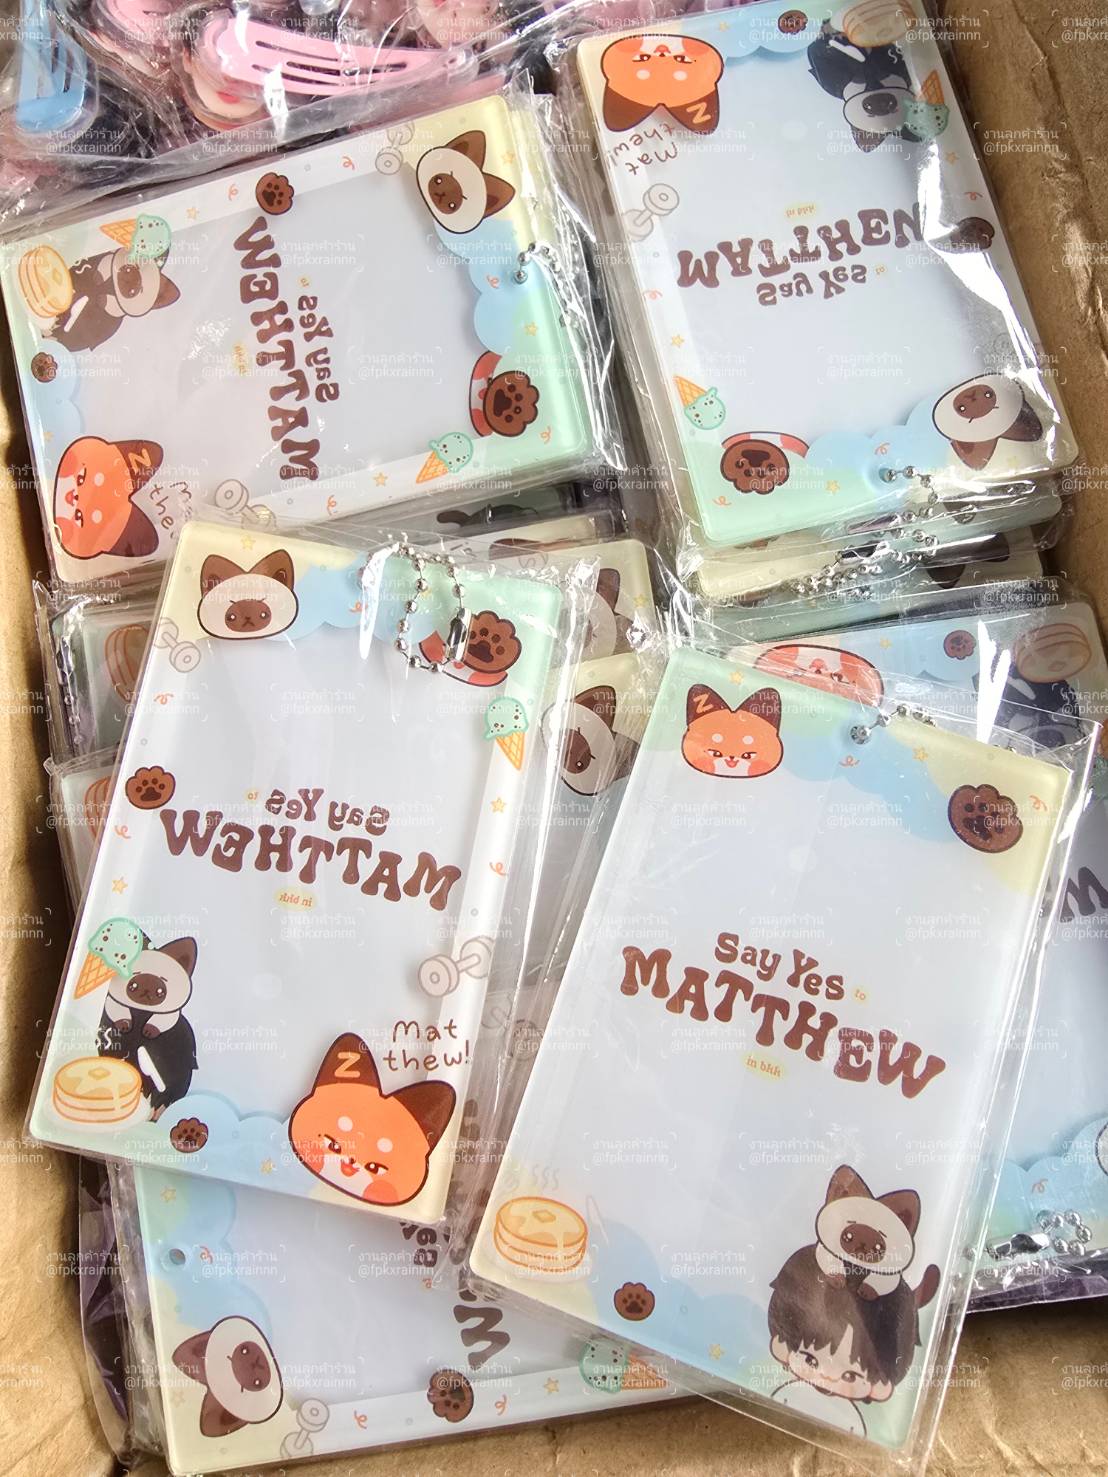 Say Yes
to
MATTHEW
in bkk
Mat
thew!
Z
Say Yes
to
MATTHEW
in bkk
Z
Mat
thew!
Say Yes
to
MATTHEW
in bkk
Mat
thew!
Z
Z
Say Yes
to
MATTHEW
in bkk
งานลูกค้าร้าน
@fpkxrainnn